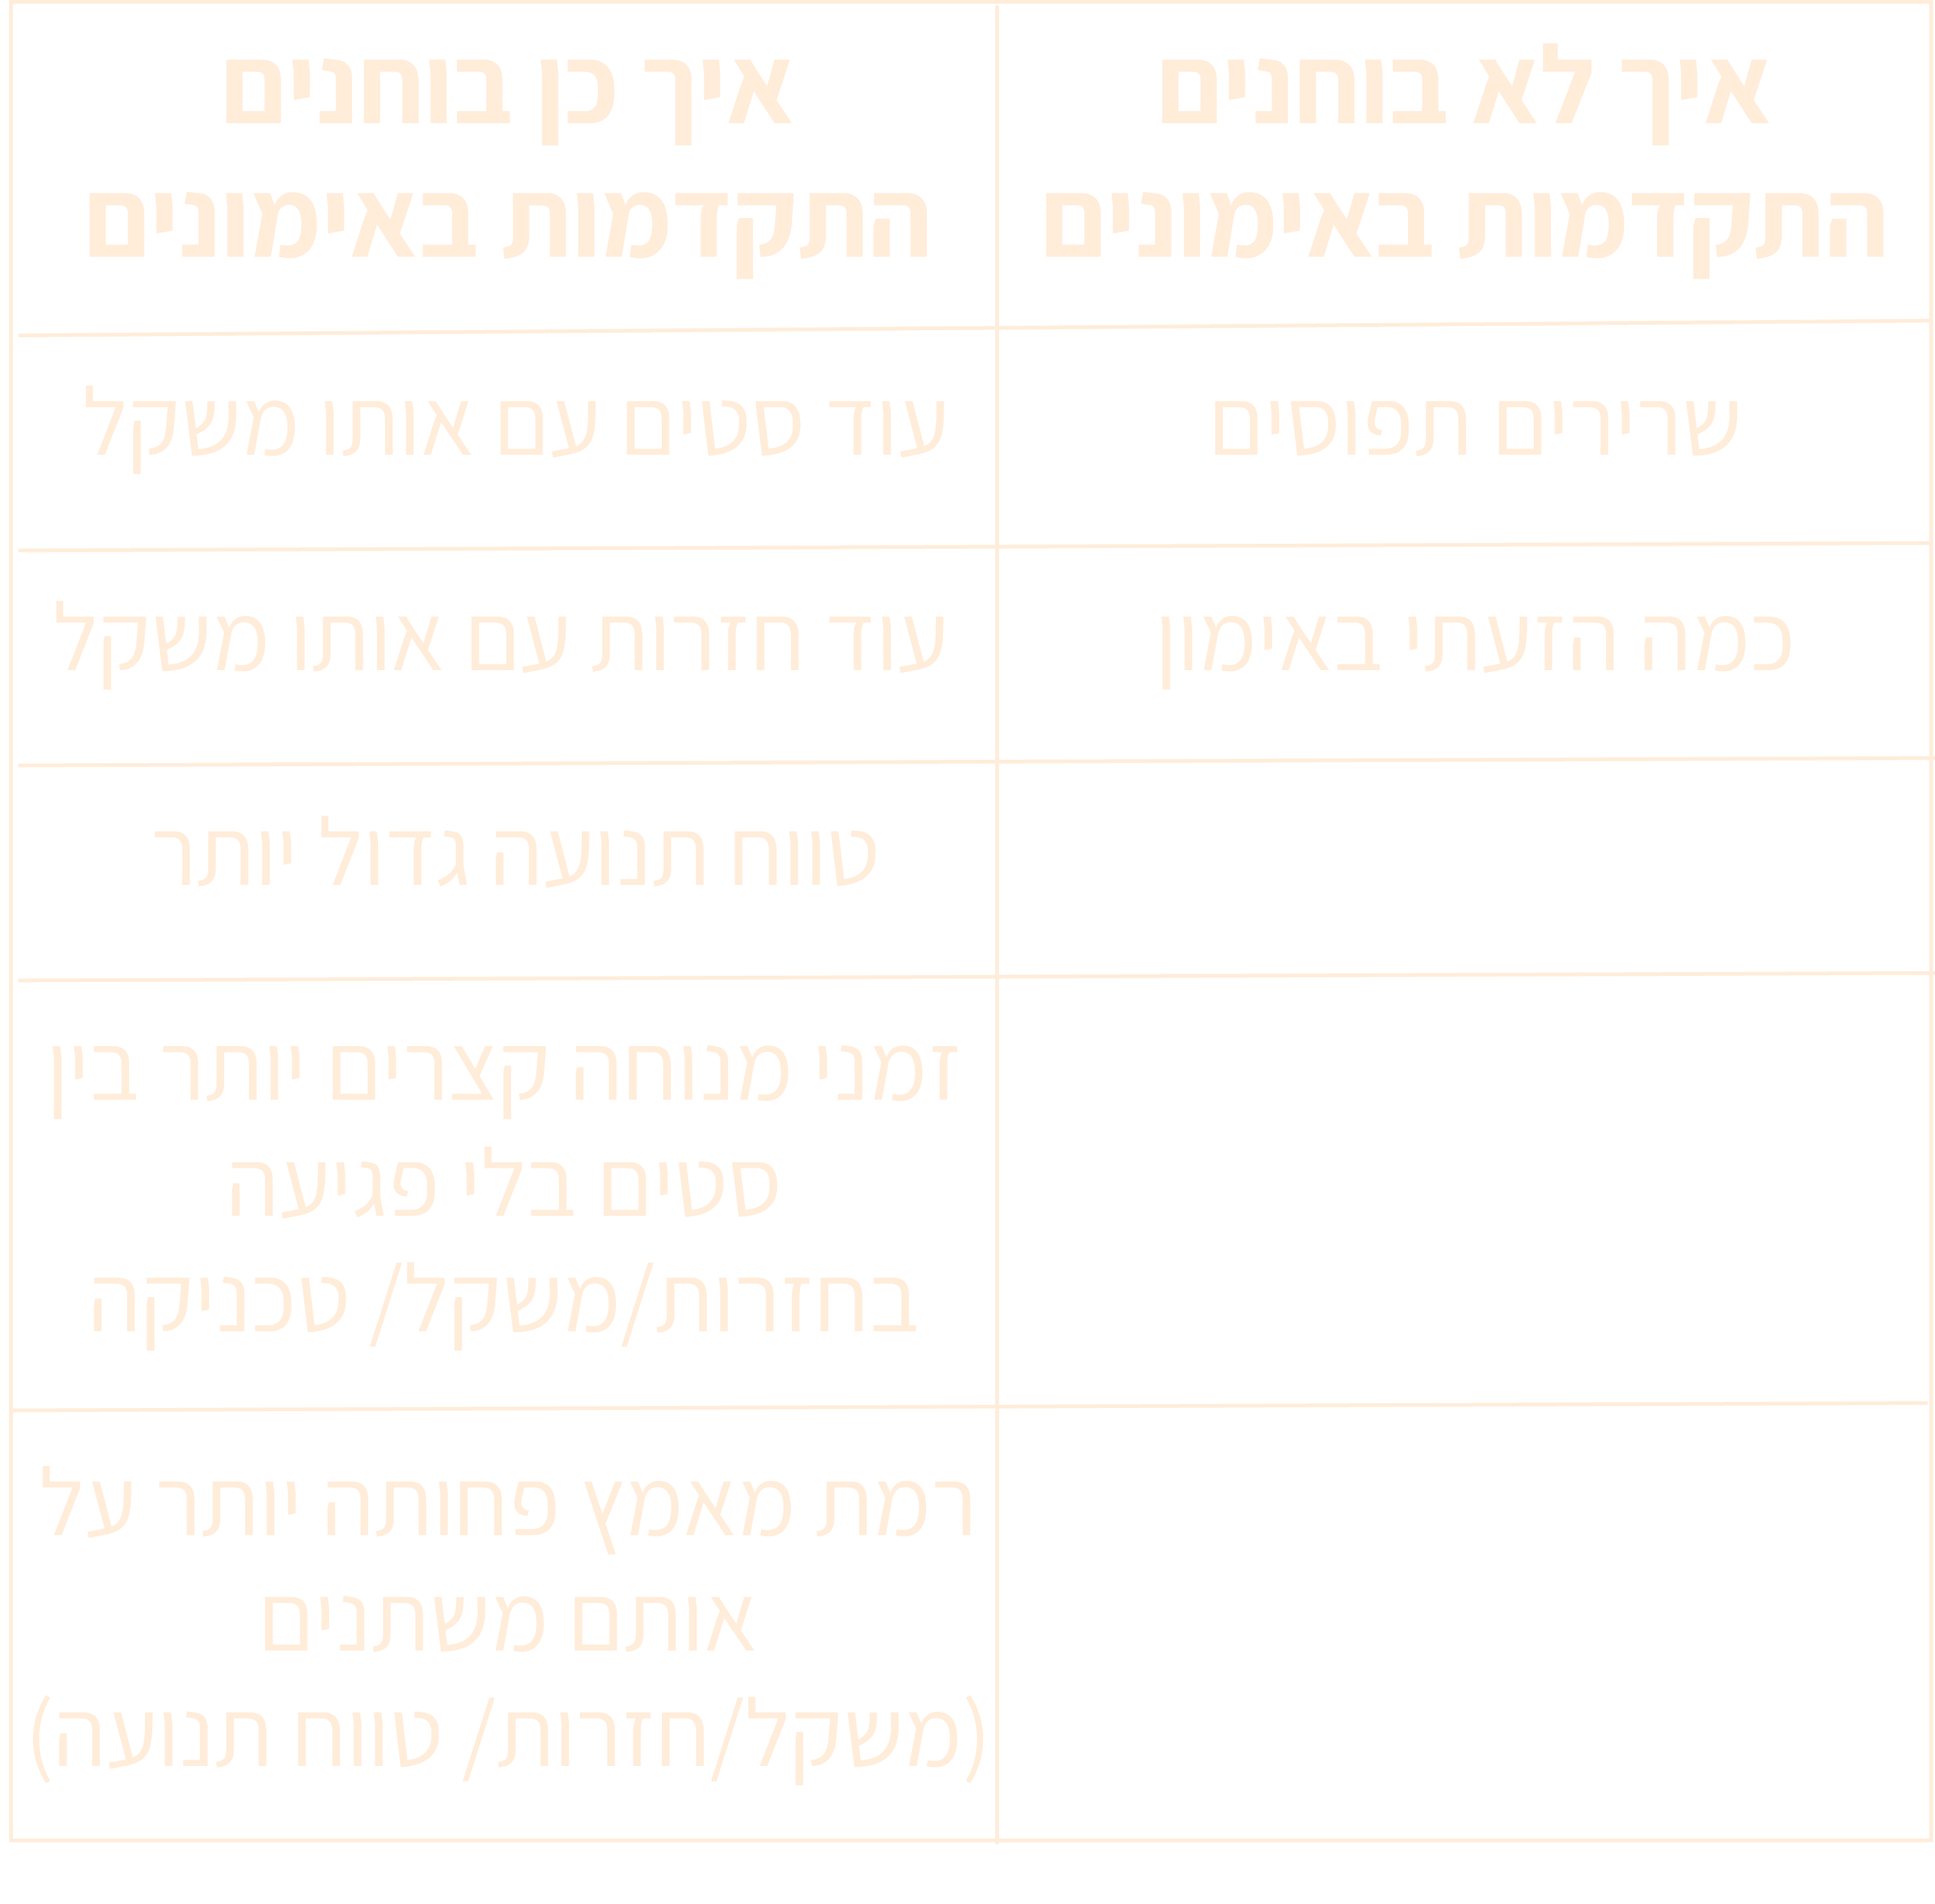 איך לא בוחנים
התקדמות באימונים
איך כן בוחנים
התקדמות באומונים
שרירים תפוסים
עוד סטים עם אותו משקל
כמה הזעתי באימון
עוד חזרות עם אותו משקל
טווח תנועה גדול יותר
זמני מנוחה קצרים יותר בין
סטים בלי פגיעה
בחזרות/משקל/ טכניקה
רמת מאמץ פחותה יותר על
אותם משתנים
(משקל/חזרות/ טווח תנועה)